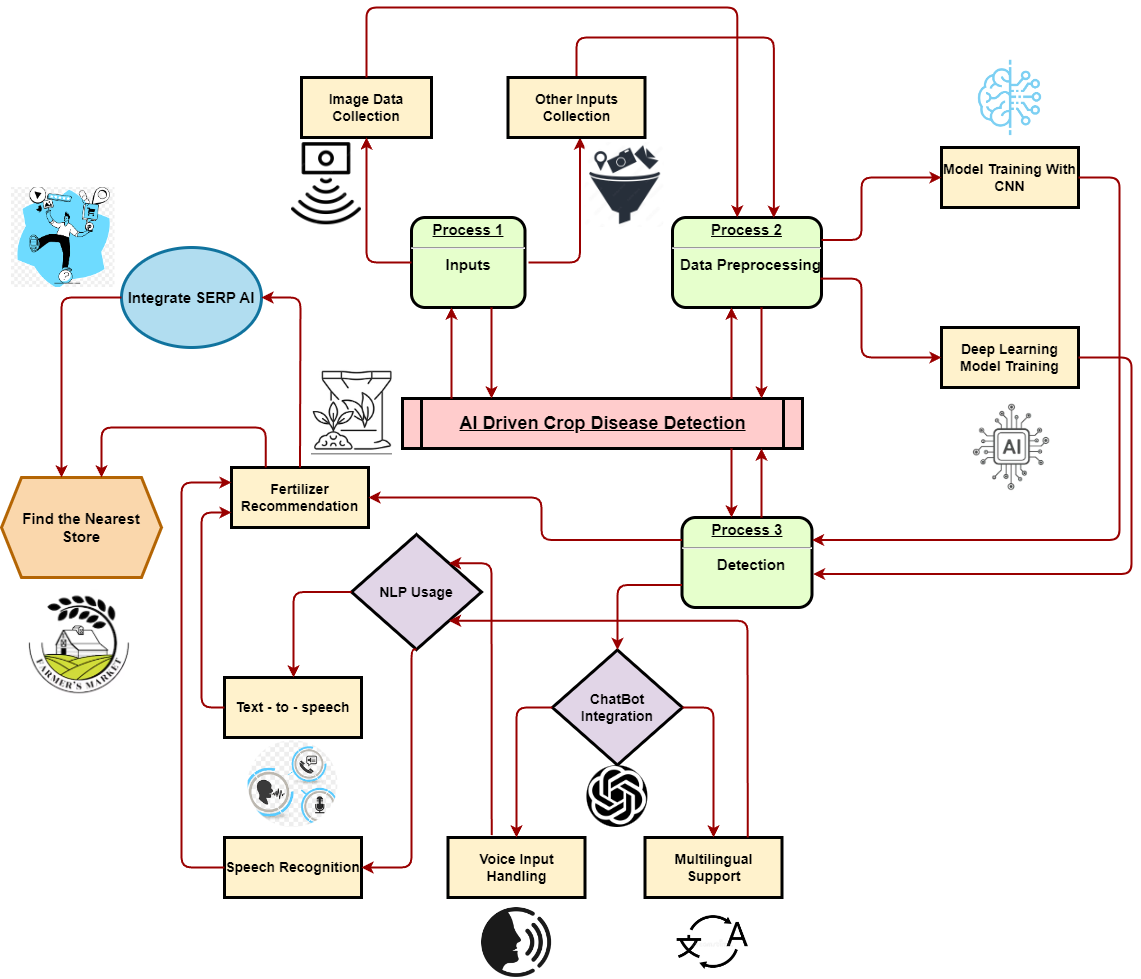 Image Data
Collection
Other Inputs
Collection
Model Training With
CNN
Process 1
Inputs
Process 2
Data Preprocessing
Integrate SERP AI
Deep Learning
Model Training
AI Driven Crop Disease Detection
AI
Fertilizer
Recommendation
Find the Nearest
Store
Process 3
Detection
NLP Usage
FARMER'S MARKET
Text - to - speech
ChatBot
Integration
Speech Recognition
Voice Input
Handling
Multilingual
Support
文 A